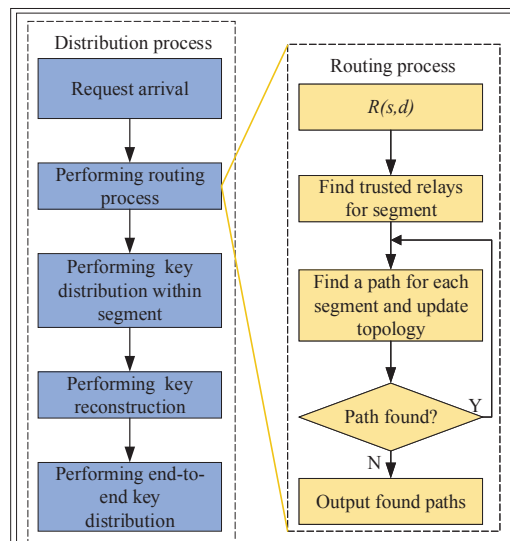 Distribution process
Request arrival
Performing routing
process
Performing key
distribution within
segment
Performing key
reconstruction
Performing end-to-
end key
distribution
Routing process
R(s,d)
Find trusted relays
for segment
Find a path for each
segment and update
topology
Path found?
Y
N
Output found paths